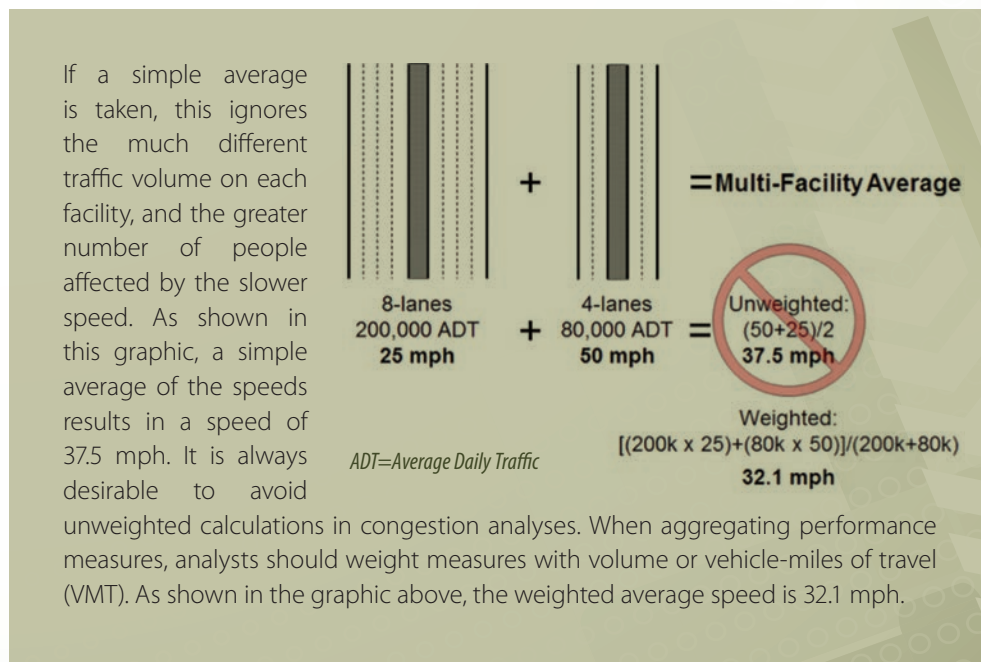 If a simple average
is taken, this ignores
the much different
traffic volume on each
facility, and the greater
number of people
affected by the slower
speed. As shown in
this graphic, a simple
average of the speeds
results in a speed of
37.5 mph. It is always
desirable to avoid
unweighted calculations in congestion analyses. When aggregating performance
measures, analysts should weight measures with volume or vehicle-miles of travel
(VMT). As shown in the graphic above, the weighted average speed is 32.1 mph.
+ =Multi-Facility Average
8-lanes
200,000 ADT
25 mph
+
4-lanes
80,000 ADT
50 mph
=
Unweighted:
(50+25)/2
37.5 mph
Weighted:
[(200k x 25)+(80k x 50)]/(200k+80k)
32.1 mph
ADT=Average Daily Traffic